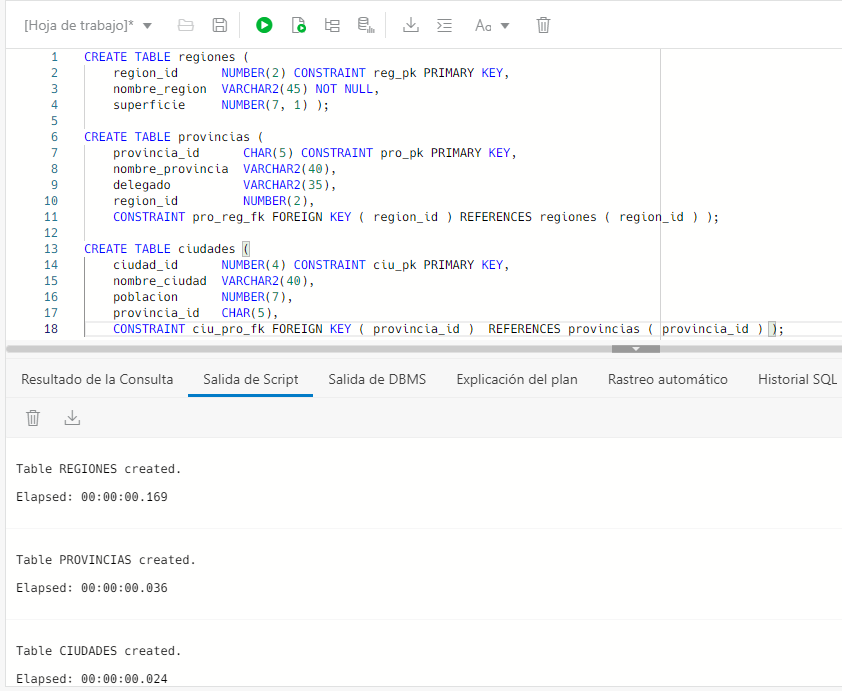 [Hoja de trabajo]*
Aa
1 CREATE TABLE regiones (
2 region_id NUMBER(2) CONSTRAINT reg_pk PRIMARY KEY,
3 nombre_region VARCHAR2(45) NOT NULL,
4 superficie NUMBER(7, 1) );
5
6 CREATE TABLE provincias (
7 provincia_id CHAR(5) CONSTRAINT pro_pk PRIMARY KEY,
8 nombre_provincia VARCHAR2(40),
9 delegado VARCHAR2(35),
10 region_id NUMBER(2),
11 CONSTRAINT pro_reg_fk FOREIGN KEY ( region_id ) REFERENCES regiones ( region_id ) );
12
13 CREATE TABLE ciudades (
14 ciudad_id NUMBER(4) CONSTRAINT ciu_pk PRIMARY KEY,
15 nombre_ciudad VARCHAR2(40),
16 poblacion NUMBER(7),
17 provincia_id CHAR(5),
18 CONSTRAINT ciu_pro_fk FOREIGN KEY ( provincia_id ) REFERENCES provincias ( provincia_id ) );
Resultado de la Consulta Salida de Script Salida de DBMS Explicación del plan Rastreo automático Historial SQL
Table REGIONES created.
Elapsed: 00:00:00.169
Table PROVINCIAS created.
Elapsed: 00:00:00.036
Table CIUDADES created.
Elapsed: 00:00:00.024